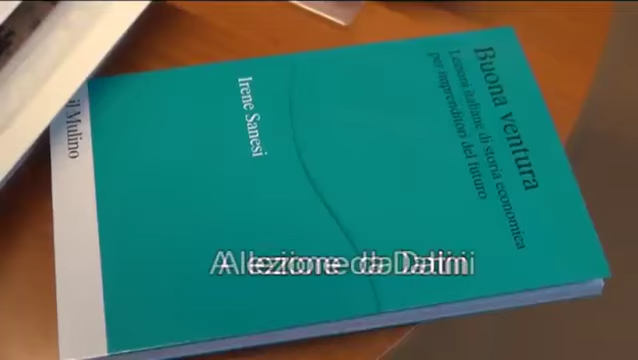 Buona ventura
Lezioni italiane di storia economica
per imprenditori del futuro
Irene Sanesi
il Mulino
A lezione da Datini